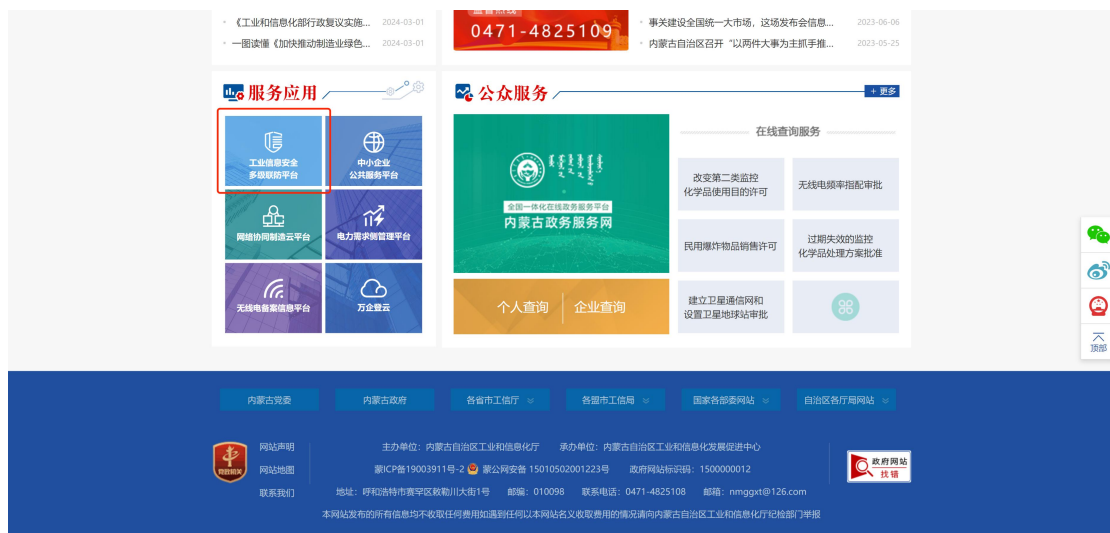 · 《工业和信息化部行政复议实施... 2024-03-01
· 一图读懂《加快推动制造业绿色... 2024-03-01
0471-4825109
· 事关建设全国统一大市场，这场发布会信息... 2023-06-06
· 内蒙古自治区召开“以两件大事为主抓手推... 2023-05-25
服务应用
工业信息安全
多级联防平台
中小企业
公共服务平台
网络协同制造云平台
电力需求侧管理平台
无线电备案信息平台
万企登云
公众服务
+ 更多
全国一体化在线政务服务平台
内蒙古政务服务网
个人查询
企业查询
在线查询服务
改变第二类监控
化学品使用目的许可
无线电频率指配审批
民用爆炸物品销售许可
过期失效的监控
化学品处理方案批准
建立卫星通信网和
设置卫星地球站审批
顶部
内蒙古党委 内蒙古政府 各省市工信厅 各盟市工信局 国家各部委网站 自治区各厅局网站
党政机关
网站声明
网站地图
联系我们
主办单位：内蒙古自治区工业和信息化厅 承办单位：内蒙古自治区工业和信息化发展促进中心
蒙ICP备19003911号-2 蒙公网安备 15010502001223号 政府网站标识码：1500000012
地址：呼和浩特市赛罕区敕勒川大街1号 邮编：010098 联系电话：0471-4825108 邮箱：nmggxt@126.com
本网站发布的所有信息均不收取任何费用如遇到任何以本网站名义收取费用的情况请向内蒙古自治区工业和信息化厅纪检部门举报
政府网站
找错